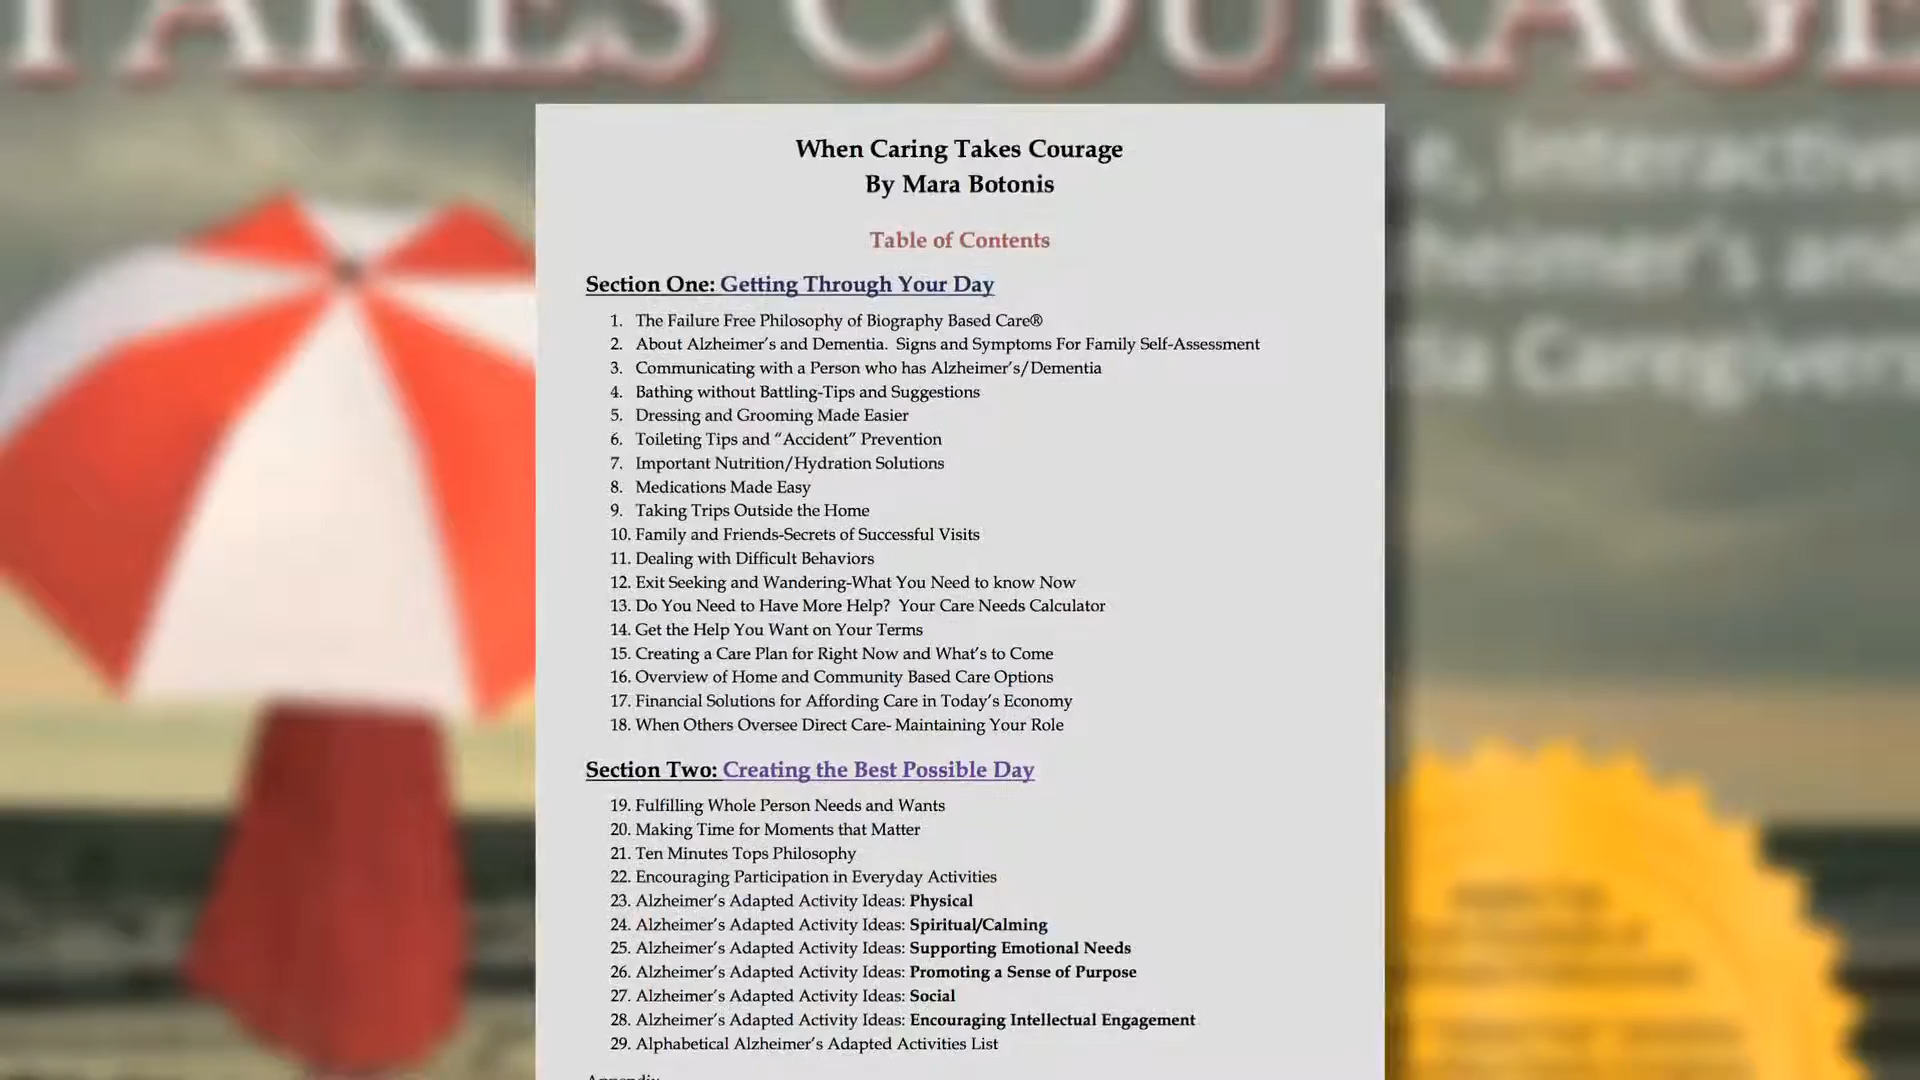 TAKES COURAGE
e, Interactive
heimer's and
Caregivers
When Caring Takes Courage
By Mara Botonis
Table of Contents
Section One: Getting Through Your Day
1. The Failure Free Philosophy of Biography Based Care®
2. About Alzheimer's and Dementia. Signs and Symptoms For Family Self-Assessment
3. Communicating with a Person who has Alzheimer's/Dementia
4. Bathing without Battling-Tips and Suggestions
5. Dressing and Grooming Made Easier
6. Toileting Tips and “Accident” Prevention
7. Important Nutrition/Hydration Solutions
8. Medications Made Easy
9. Taking Trips Outside the Home
10. Family and Friends-Secrets of Successful Visits
11. Dealing with Difficult Behaviors
12. Exit Seeking and Wandering-What You Need to know Now
13. Do You Need to Have More Help? Your Care Needs Calculator
14. Get the Help You Want on Your Terms
15. Creating a Care Plan for Right Now and What's to Come
16. Overview of Home and Community Based Care Options
17. Financial Solutions for Affording Care in Today's Economy
18. When Others Oversee Direct Care- Maintaining Your Role
Section Two: Creating the Best Possible Day
19. Fulfilling Whole Person Needs and Wants
20. Making Time for Moments that Matter
21. Ten Minutes Tops Philosophy
22. Encouraging Participation in Everyday Activities
23. Alzheimer's Adapted Activity Ideas: Physical
24. Alzheimer's Adapted Activity Ideas: Spiritual/Calming
25. Alzheimer's Adapted Activity Ideas: Supporting Emotional Needs
26. Alzheimer's Adapted Activity Ideas: Promoting a Sense of Purpose
27. Alzheimer's Adapted Activity Ideas: Social
28. Alzheimer's Adapted Activity Ideas: Encouraging Intellectual Engagement
29. Alphabetical Alzheimer's Adapted Activities List
Appendix